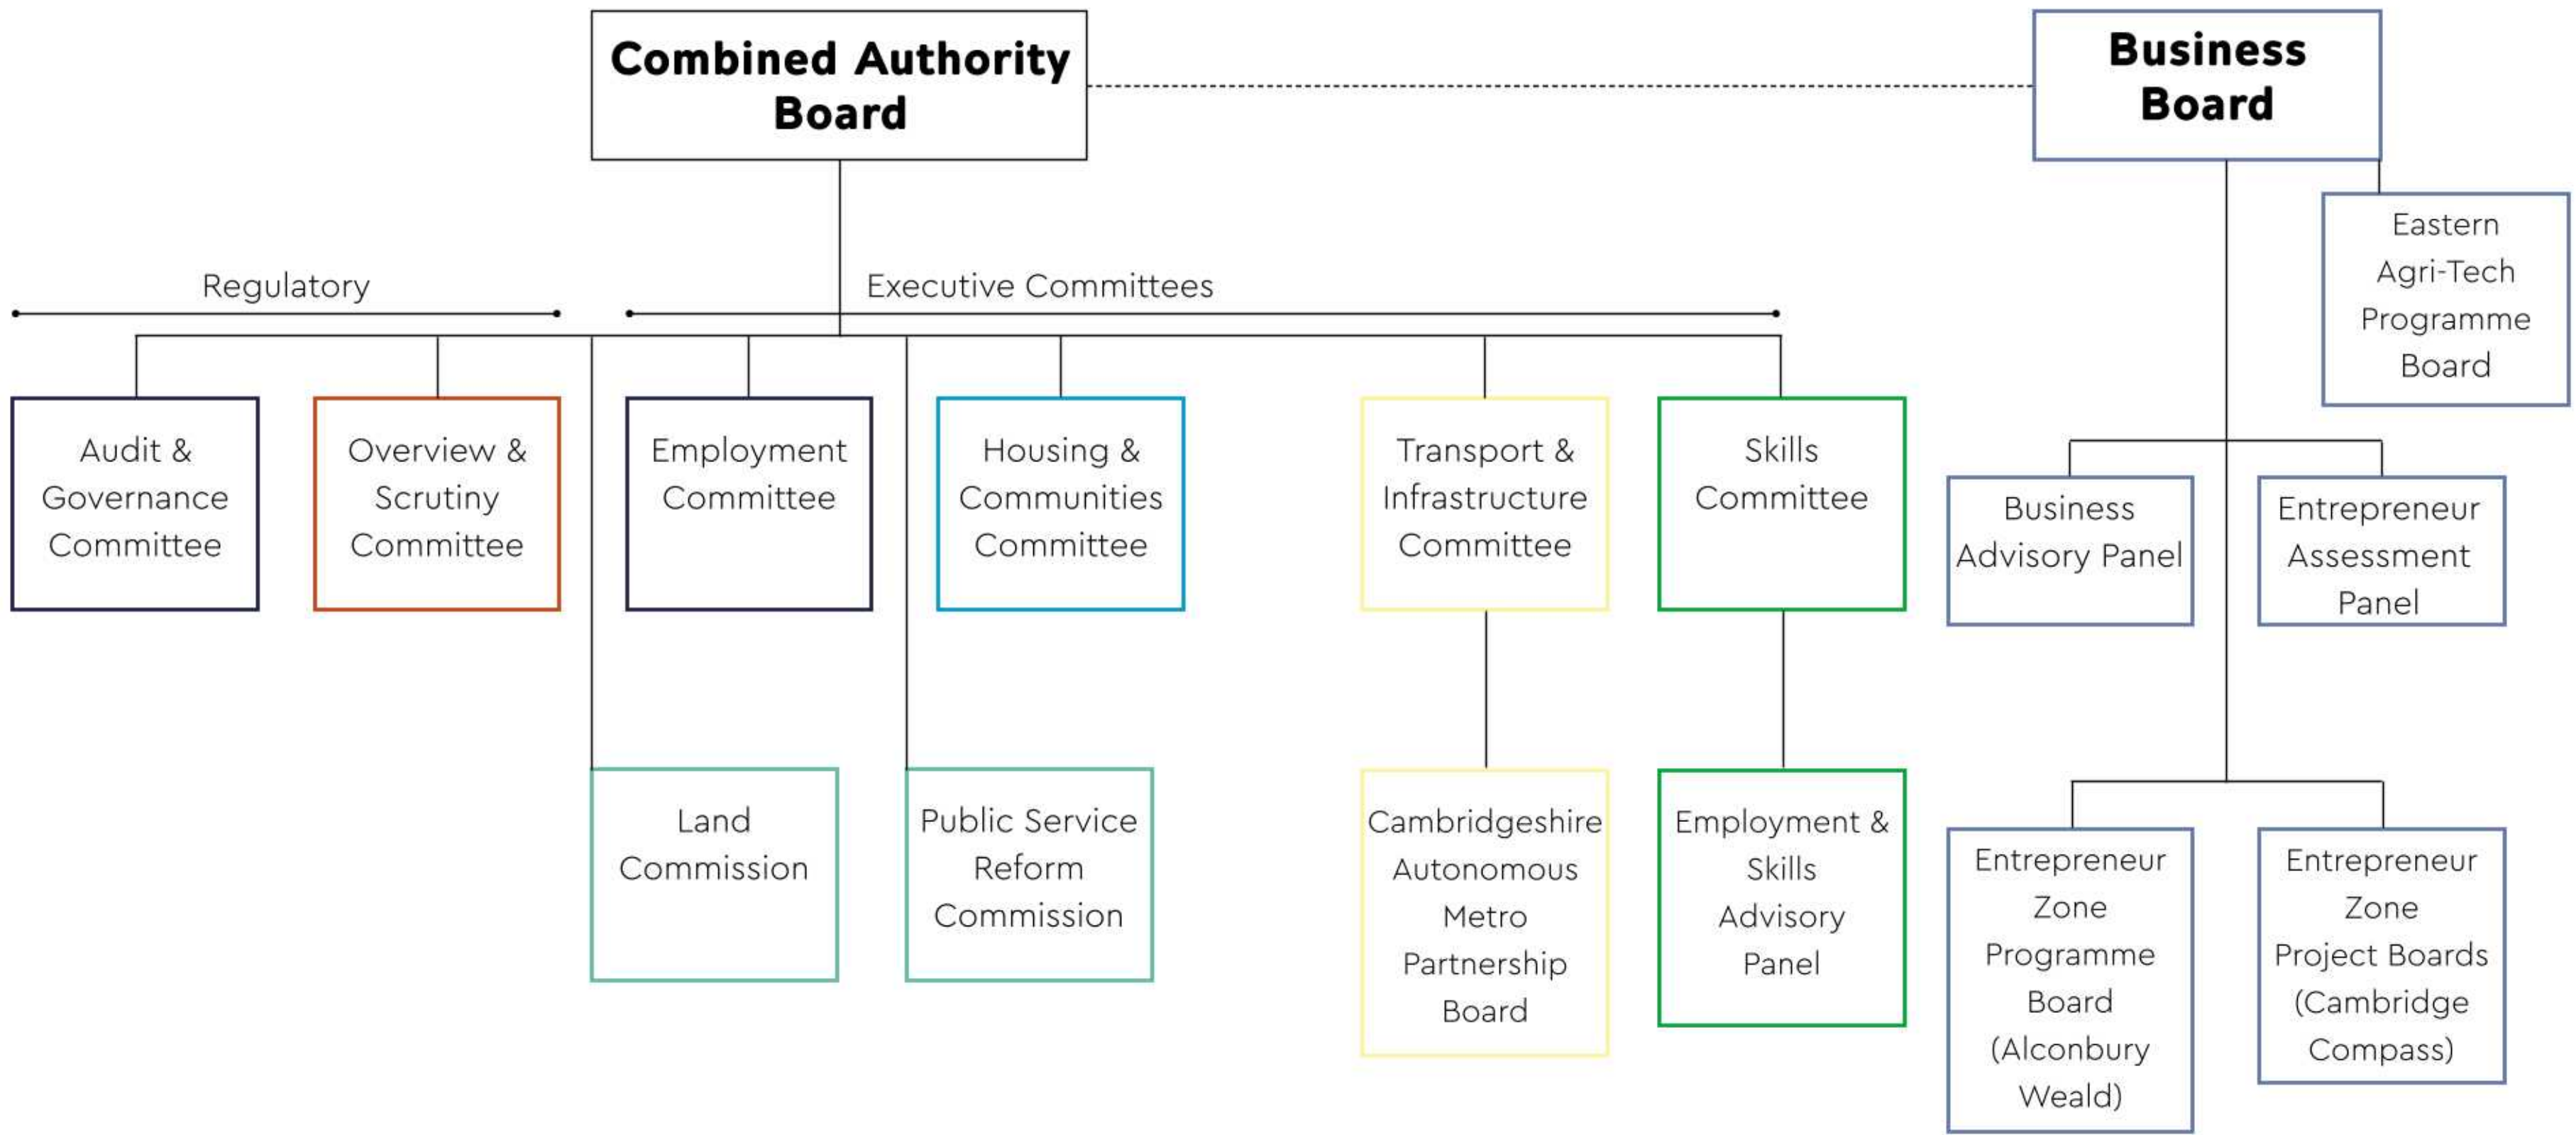 Combined Authority
Board
Business
Board
Eastern
Agri-Tech
Programme
Board
Regulatory
Executive Committees
Audit &
Governance
Committee
Overview &
Scrutiny
Committee
Employment
Committee
Housing &
Communities
Committee
Transport &
Infrastructure
Committee
Skills
Committee
Business
Advisory Panel
Entrepreneur
Assessment
Panel
Land
Commission
Public Service
Reform
Commission
Cambridgeshire
Autonomous
Metro
Partnership
Board
Employment &
Skills
Advisory
Panel
Entrepreneur
Zone
Programme
Board
(Alconbury
Weald)
Entrepreneur
Zone
Project Boards
(Cambridge
Compass)